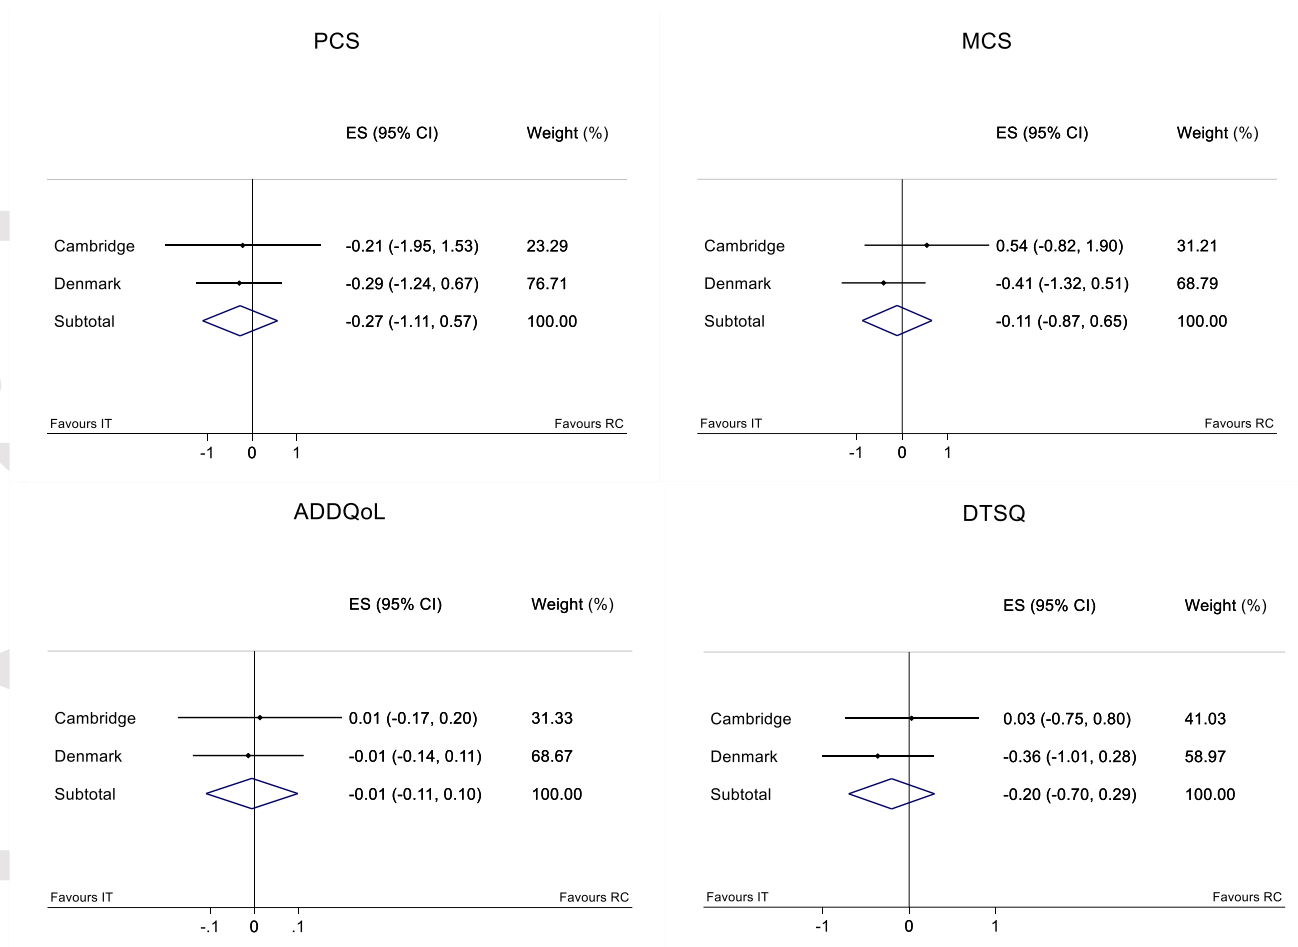 PCS
ES (95% CI) Weight (%)
Cambridge -0.21 (-1.95, 1.53) 23.29
Denmark -0.29 (-1.24, 0.67) 76.71
Subtotal -0.27 (-1.11, 0.57) 100.00
Favours IT Favours RC
-1 0 1
MCS
ES (95% CI) Weight (%)
Cambridge 0.54 (-0.82, 1.90) 31.21
Denmark -0.41 (-1.32, 0.51) 68.79
Subtotal -0.11 (-0.87, 0.65) 100.00
Favours IT Favours RC
-1 0 1
ADDQoL
ES (95% CI) Weight (%)
Cambridge 0.01 (-0.17, 0.20) 31.33
Denmark -0.01 (-0.14, 0.11) 68.67
Subtotal -0.01 (-0.11, 0.10) 100.00
Favours IT Favours RC
-.1 0 .1
DTSQ
ES (95% CI) Weight (%)
Cambridge 0.03 (-0.75, 0.80) 41.03
Denmark -0.36 (-1.01, 0.28) 58.97
Subtotal -0.20 (-0.70, 0.29) 100.00
Favours IT Favours RC
-1 0 1